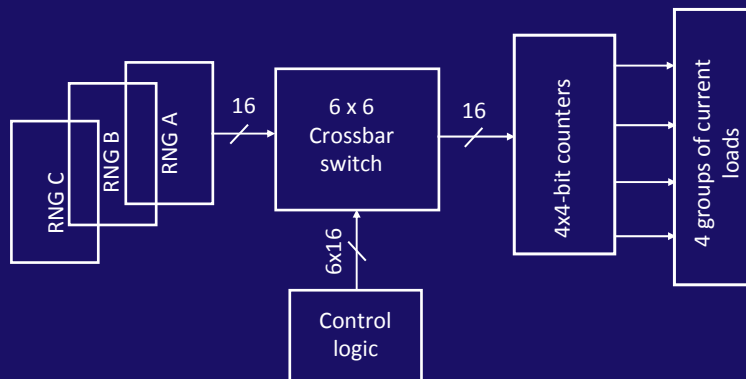 RNG C
RNG B
RNG A
16
6 x 6
Crossbar
switch
16
4x4-bit counters
4 groups of current
loads
6x16
Control
logic